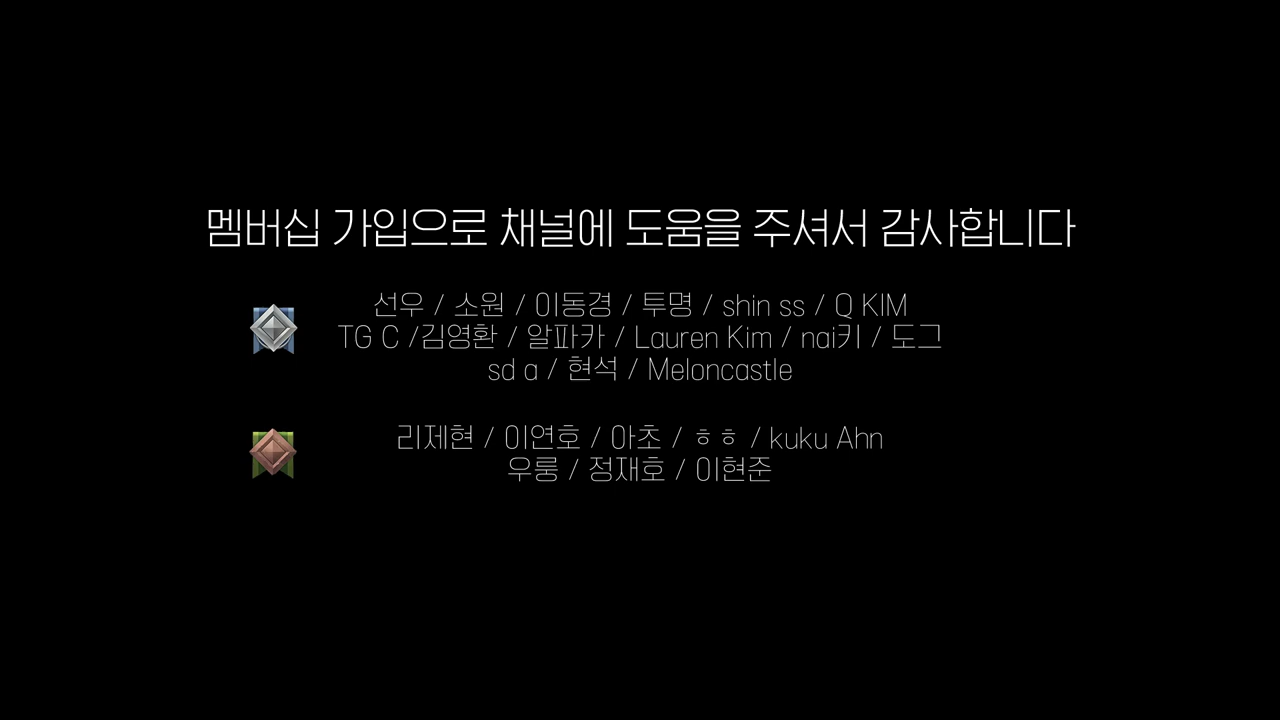 멤버십 가입으로 채널에 도움을 주셔서 감사합니다
선우 / 소원 / 이동경 / 투명 / shin ss / Q KIM
TG C /김영환 / 알파카 / Lauren Kim / nai키 / 도그
sd a / 현석 / Meloncastle
리제현 / 이연호 / 아초 / ㅎㅎ / kuku Ahn
우룽 / 정재호 / 이현준